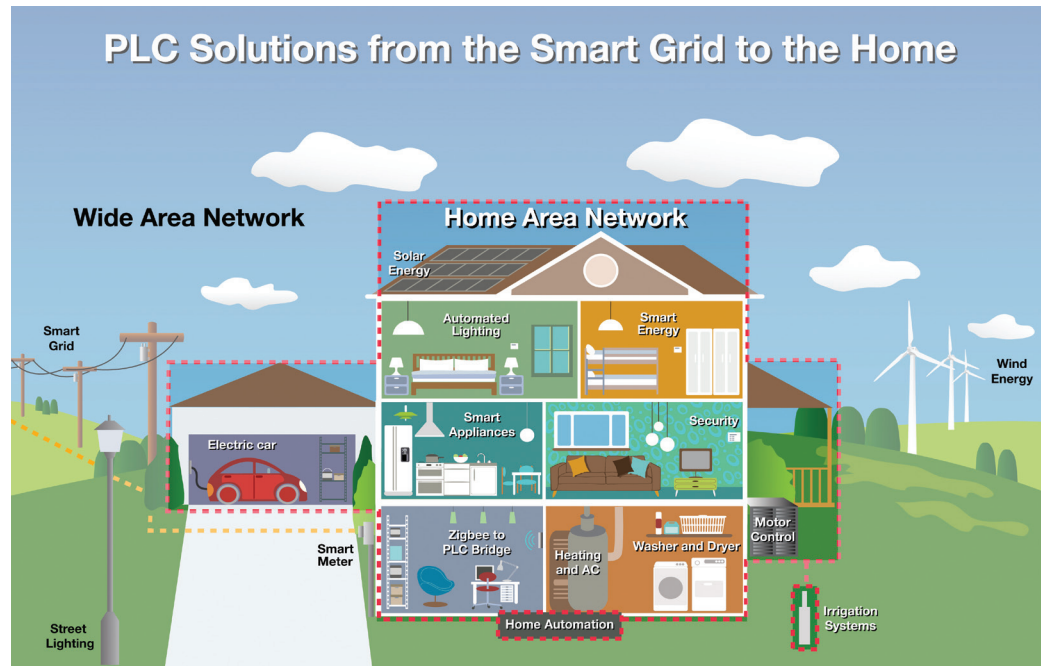 PLC Solutions from the Smart Grid to the Home
Wide Area Network
Home Area Network
Solar
Energy
Automated
Lighting
Smart
Energy
Smart
Grid
Wind
Energy
Electric car
Smart
Appliances
Security
Smart
Meter
Zigbee to
PLC Bridge
Heating
and AC
Washer and Dryer
Motor
Control
Street
Lighting
Home Automation
Irrigation
Systems